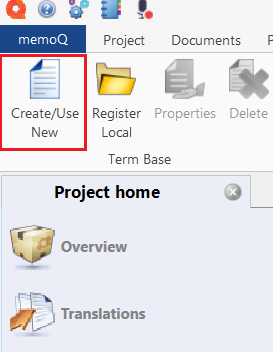 memoQ Project Documents P
Create/Use Register Properties Delete
New Local
Term Base
Project home
Overview
Translations